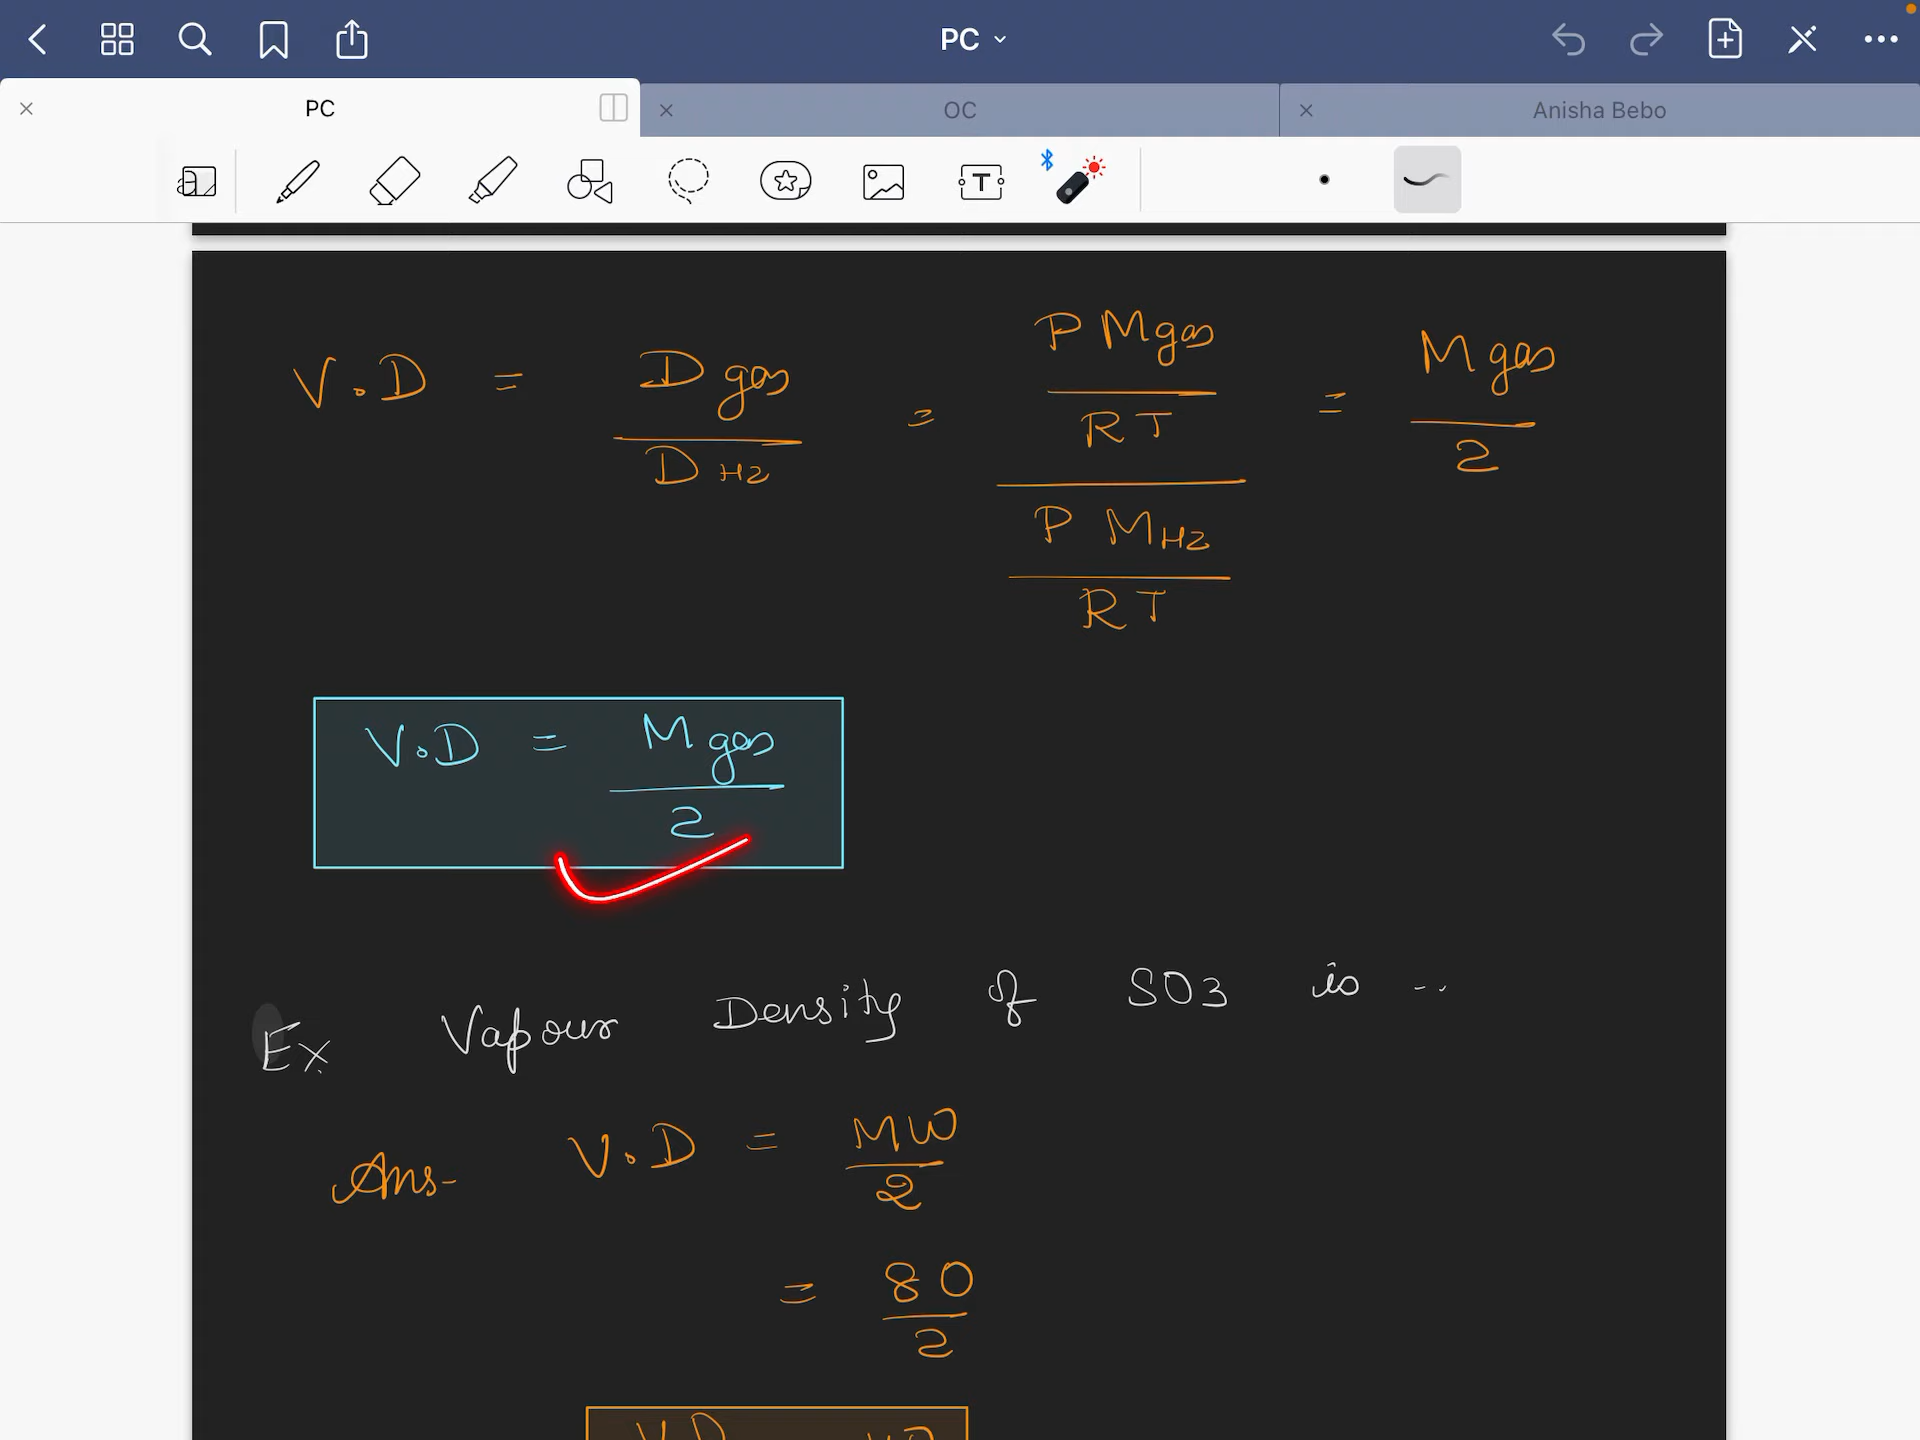 PC
PC
OC
Anisha Bebo
V.D = D gas / D H2 = (P M gas / RT) / (P M H2 / RT) = M gas / 2
V.D = M gas / 2
Ex Vapour Density of SO3 is ..
Ans- V.D = MW / 2
= 80 / 2